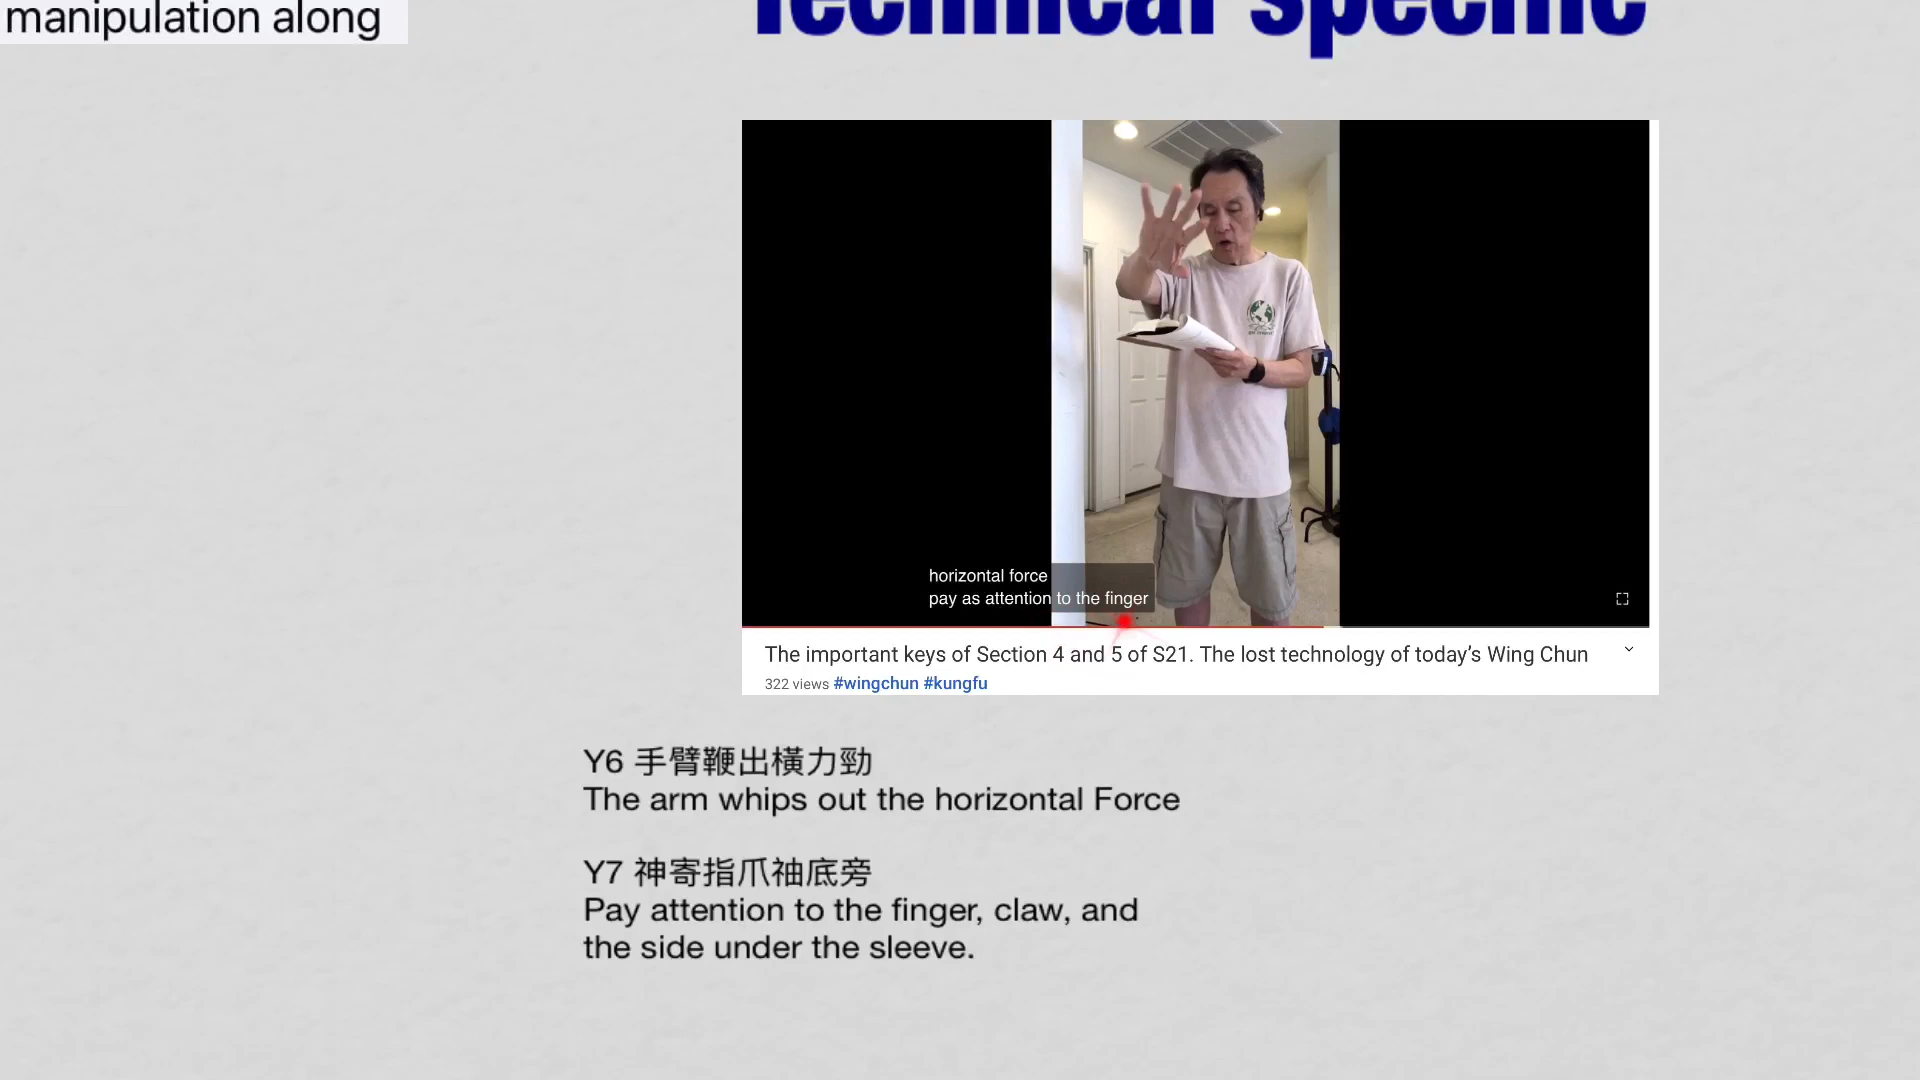 manipulation along
Technical specific
horizontal force
pay as attention to the finger
The important keys of Section 4 and 5 of S21. The lost technology of today’s Wing Chun
322 views #wingchun #kungfu
Y6 手臂鞭出橫力勁
The arm whips out the horizontal Force
Y7 神寄指爪袖底旁
Pay attention to the finger, claw, and
the side under the sleeve.